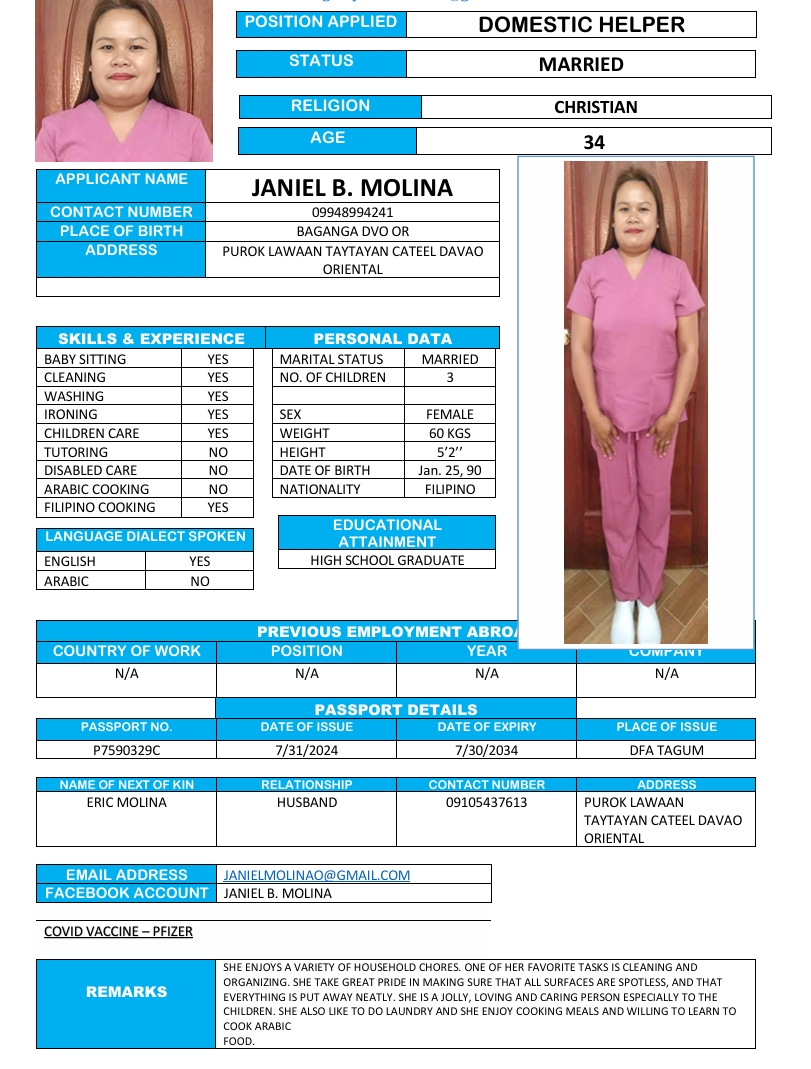 POSITION APPLIED DOMESTIC HELPER
STATUS MARRIED
RELIGION CHRISTIAN
AGE 34
APPLICANT NAME JANIEL B. MOLINA
CONTACT NUMBER 09948994241
PLACE OF BIRTH BAGANGA DVO OR
ADDRESS PUROK LAWAAN TAYTAYAN CATEEL DAVAO
ORIENTAL
SKILLS & EXPERIENCE PERSONAL DATA
BABY SITTING YES MARITAL STATUS MARRIED
CLEANING YES NO. OF CHILDREN 3
WASHING YES
IRONING YES SEX FEMALE
CHILDREN CARE YES WEIGHT 60 KGS
TUTORING NO HEIGHT 5’2’’
DISABLED CARE NO DATE OF BIRTH Jan. 25, 90
ARABIC COOKING NO NATIONALITY FILIPINO
FILIPINO COOKING YES
LANGUAGE DIALECT SPOKEN
ENGLISH YES
ARABIC NO
EDUCATIONAL
ATTAINMENT
HIGH SCHOOL GRADUATE
PREVIOUS EMPLOYMENT
COUNTRY OF WORK POSITION YEAR COMPANY
N/A N/A N/A N/A
PASSPORT DETAILS
PASSPORT NO. DATE OF ISSUE DATE OF EXPIRY PLACE OF ISSUE
P7590329C 7/31/2024 7/30/2034 DFA TAGUM
NAME OF NEXT OF KIN RELATIONSHIP CONTACT NUMBER ADDRESS
ERIC MOLINA HUSBAND 09105437613 PUROK LAWAAN
TAYTAYAN CATEEL DAVAO
ORIENTAL
EMAIL ADDRESS JANIELMOLINAO@GMAIL.COM
FACEBOOK ACCOUNT JANIEL B. MOLINA
COVID VACCINE – PFIZER
REMARKS
SHE ENJOYS A VARIETY OF HOUSEHOLD CHORES. ONE OF HER FAVORITE TASKS IS CLEANING AND
ORGANIZING. SHE TAKE GREAT PRIDE IN MAKING SURE THAT ALL SURFACES ARE SPOTLESS, AND THAT
EVERYTHING IS PUT AWAY NEATLY. SHE IS A JOLLY, LOVING AND CARING PERSON ESPECIALLY TO THE
CHILDREN. SHE ALSO LIKE TO DO LAUNDRY AND SHE ENJOY COOKING MEALS AND WILLING TO LEARN TO
COOK ARABIC
FOOD.